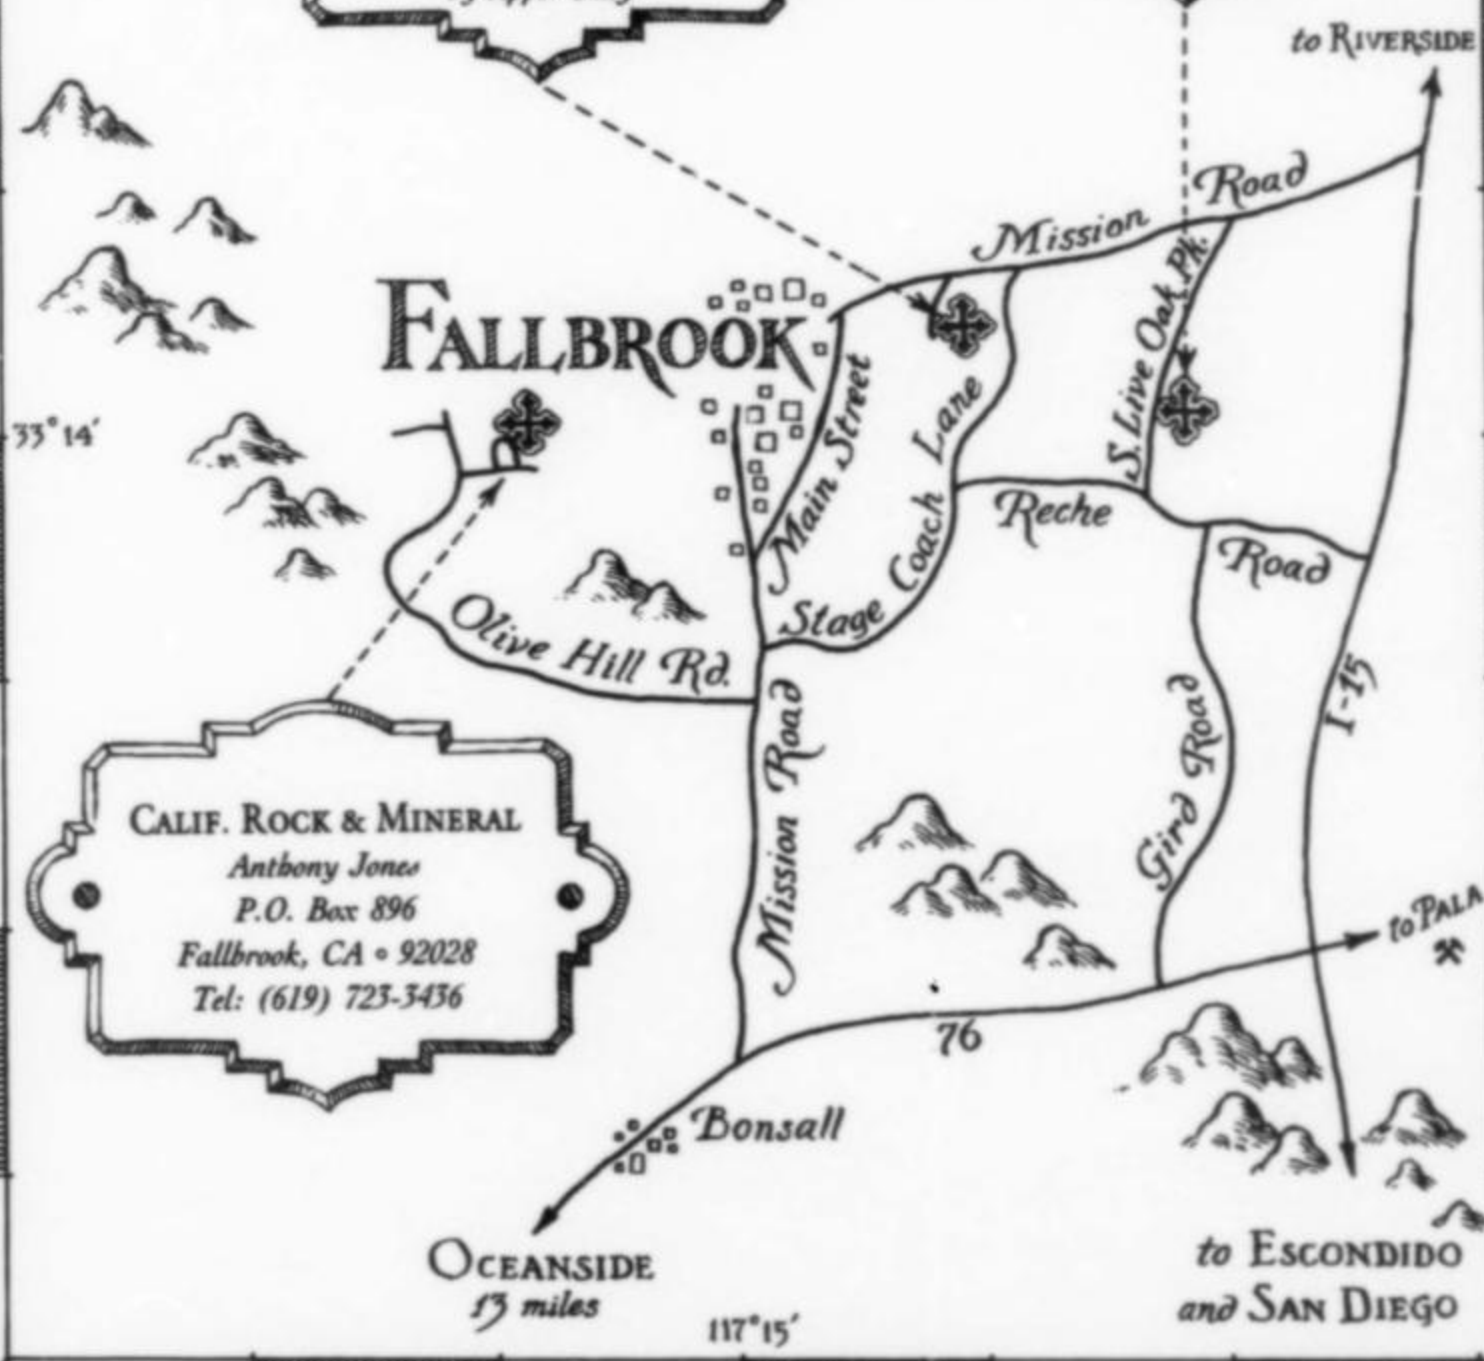 to RIVERSIDE
Mission Road
FALLBROOK
S. Live Oak Pk.
Main Street
Stage Coach Lane
33°14'
Reche Road
Olive Hill Rd.
I-15
Mission Road
Gird Road
CALIF. ROCK & MINERAL
Anthony Jones
P.O. Box 896
Fallbrook, CA ∘ 92028
Tel: (619) 723-3436
to PALA
76
Bonsall
OCEANSIDE
13 miles
to ESCONDIDO
and SAN DIEGO
117°15'